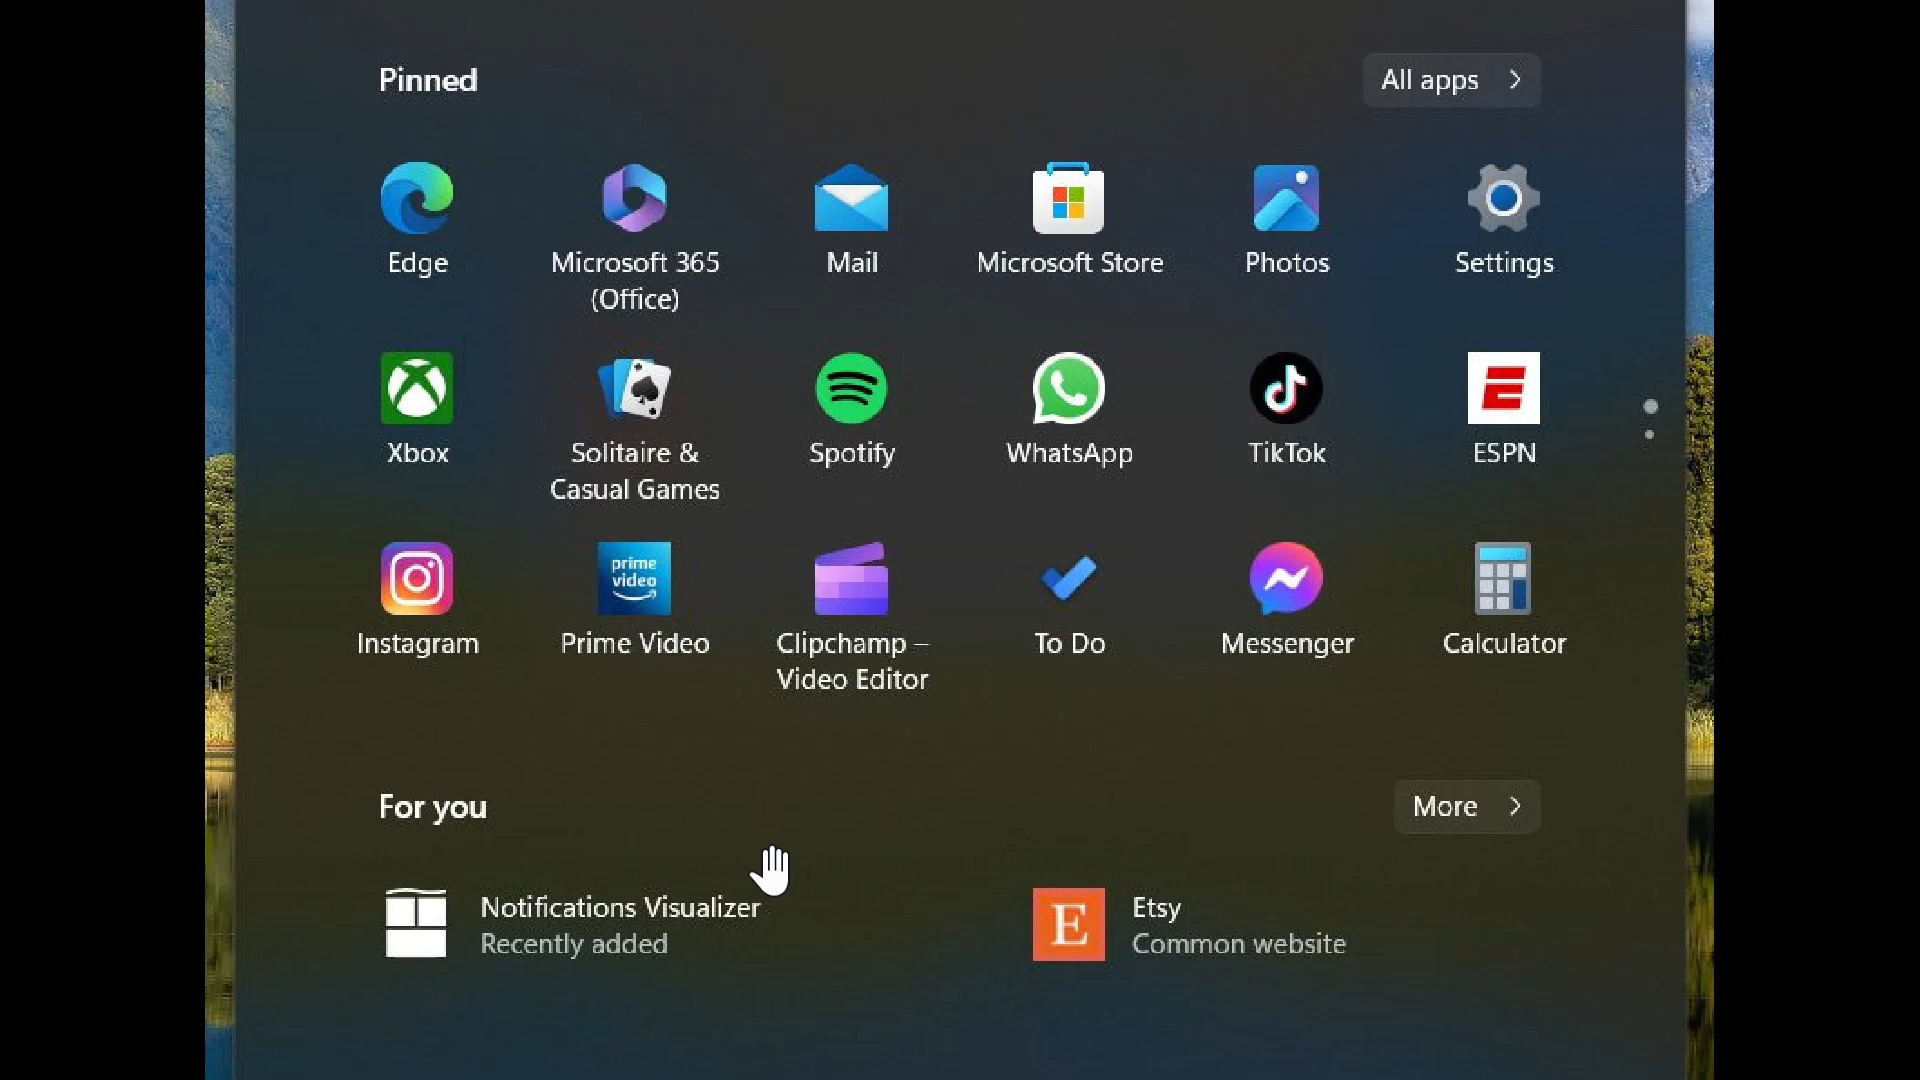 Pinned
All apps
Edge
Microsoft 365
(Office)
Mail
Microsoft Store
Photos
Settings
Xbox
Solitaire &
Casual Games
Spotify
WhatsApp
TikTok
ESPN
prime
video
Instagram
Prime Video
Clipchamp –
Video Editor
To Do
Messenger
Calculator
For you
More
Notifications Visualizer
Recently added
E
Etsy
Common website